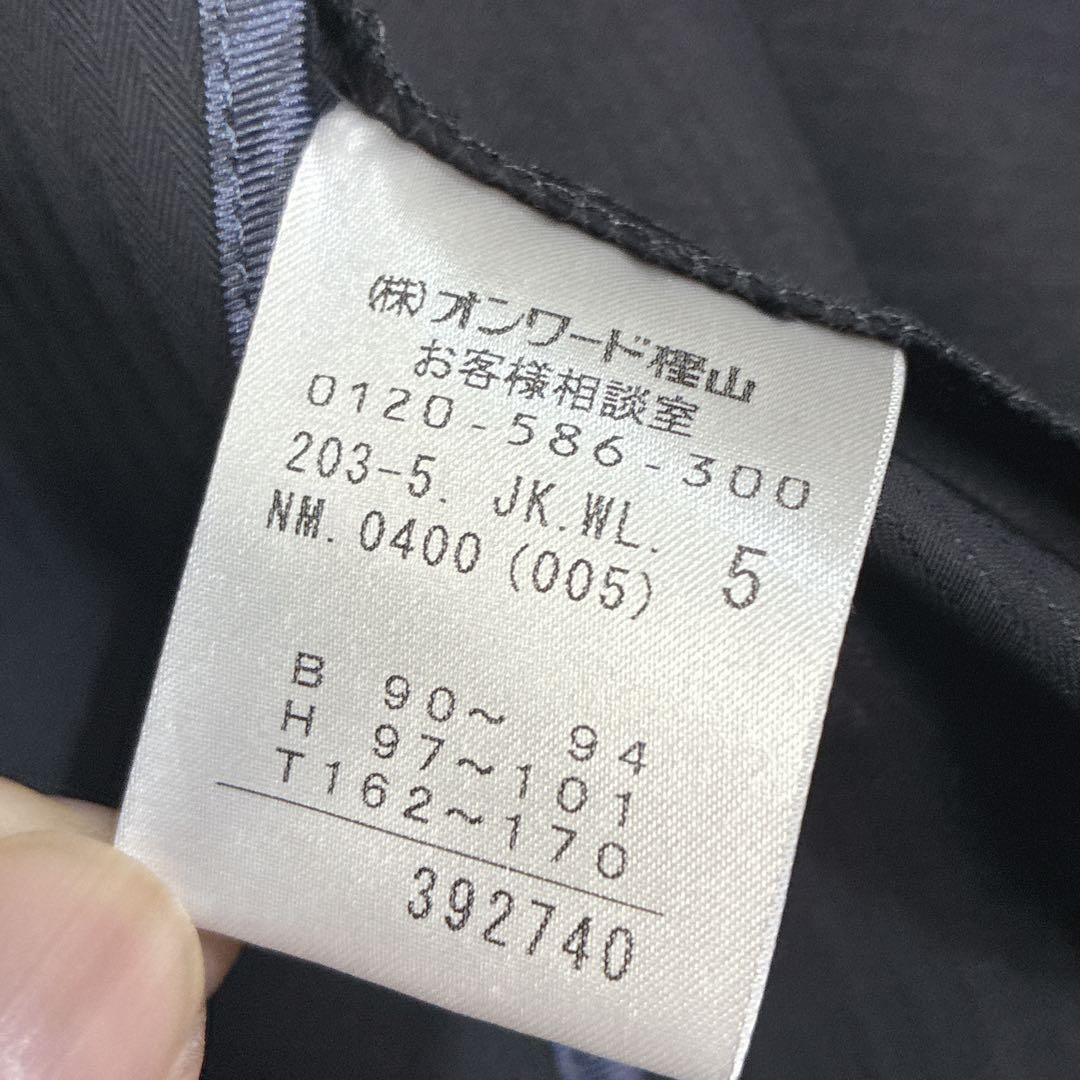 (株)オンワード樫山
お客様相談室
0120-586-300
203-5. JK.WL.
NM.0400(005) 5
B 90〜 94
H 97〜101
T162〜170
392740